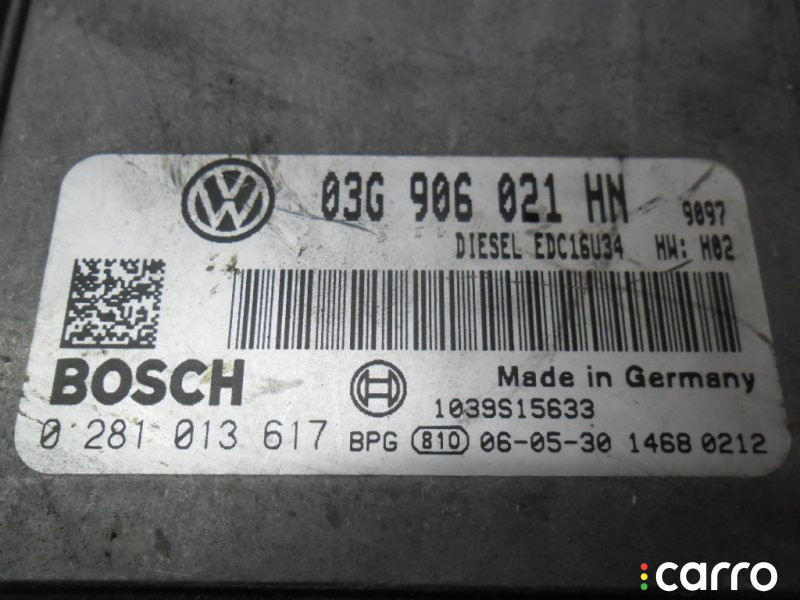 03G 906 021 HN 9097
DIESEL EDC16U34 HW: H02
BOSCH
Made in Germany
1039S15633
0 281 013 617 BPG 810 06-05-30 1468 0212
carro